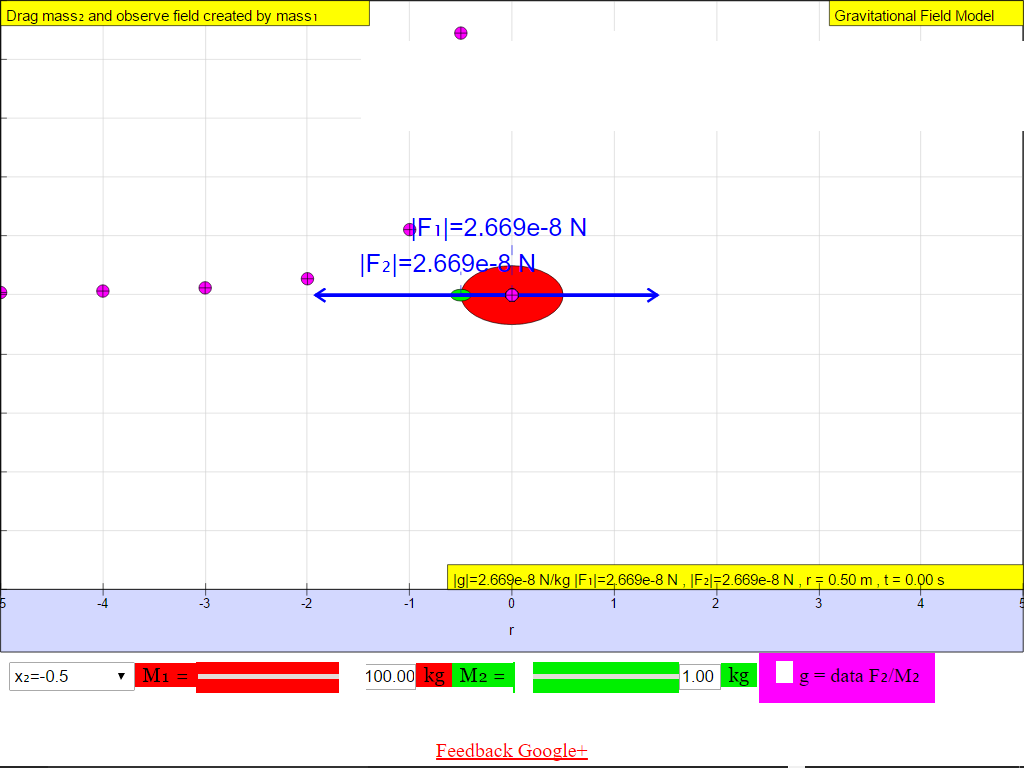 Drag mass₂ and observe field created by mass₁
Gravitational Field Model
|F₁|=2.669e-8 N
|F₂|=2.669e-8 N
|g|=2.669e-8 N/kg |F₁|=2.669e-8 N , |F₂|=2.669e-8 N , r = 0.50 m , t = 0.00 s
5 -4 -3 -2 -1 0 1 2 3 4 5
r
x₂=-0.5 ▼ M₁ = 100.00 kg M₂ = 1.00 kg g = data F₂/M₂
Feedback Google+